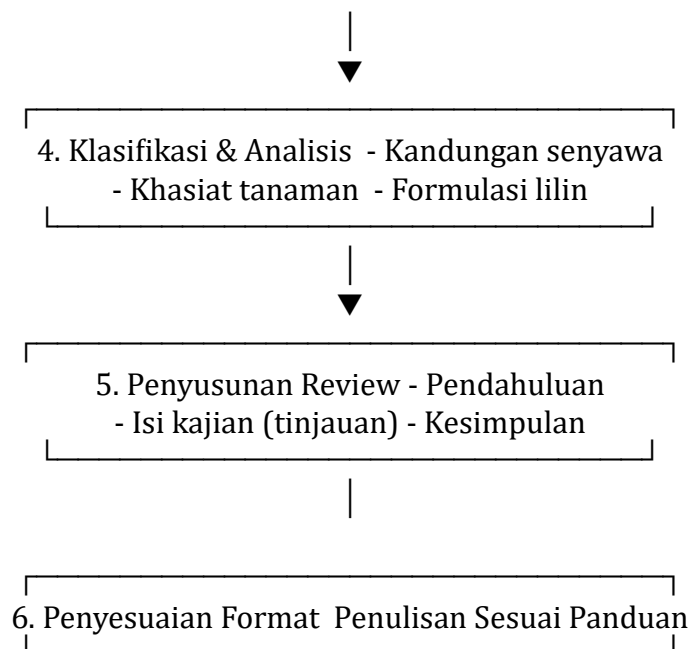 4. Klasifikasi & Analisis - Kandungan senyawa
- Khasiat tanaman - Formulasi lilin
5. Penyusunan Review - Pendahuluan
- Isi kajian (tinjauan) - Kesimpulan
6. Penyesuaian Format Penulisan Sesuai Panduan